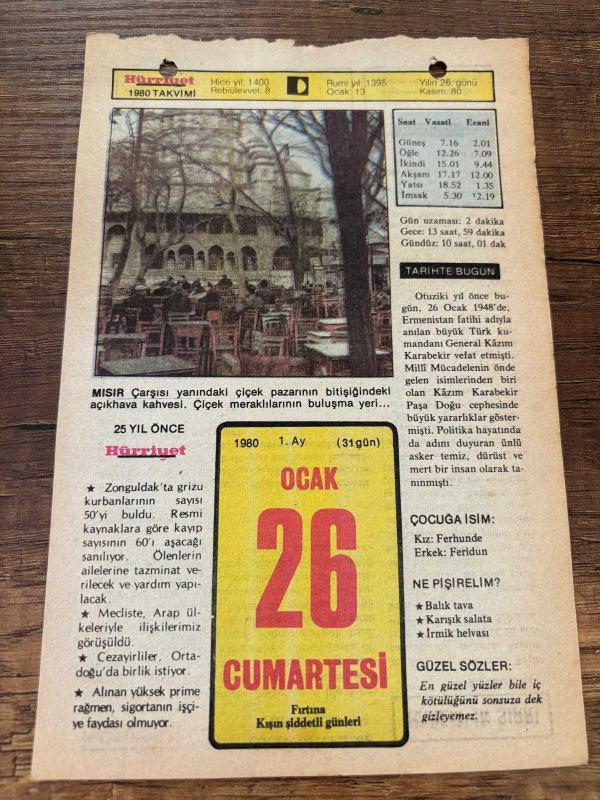 Hürriyet
1980 TAKVİMİ
Hicri yıl: 1400
Rebiülevvel: 8
Rumi yıl: 1395
Ocak: 13
Yılın 26. günü
Kasım: 80
Saat Vasati Ezani
Güneş 7.16 2.01
Öğle 12.26 7.09
İkindi 15.01 9.44
Akşam 17.17 12.00
Yatsı 18.52 1.35
İmsak 5.30 12.19
Gün uzaması: 2 dakika
Gece: 13 saat, 59 dakika
Gündüz: 10 saat, 01 dak
TARİHTE BUGÜN
Otuziki yıl önce bu-
gün, 26 Ocak 1948'de,
Ermenistan fatihi adıyla
anılan büyük Türk ku-
mandanı General Kâzım
Karabekir vefat etmişti.
Millî Mücadelenin önde
gelen isimlerinden biri
olan Kâzım Karabekir
Paşa Doğu cephesinde
büyük yararlıklar göster-
mişti. Politika hayatında
da adını duyuran ünlü
asker temiz, dürüst ve
mert bir insan olarak ta-
nınmıştı.
MISIR Çarşısı yanındaki çiçek pazarının bitişiğindeki
açıkhava kahvesi. Çiçek meraklılarının buluşma yeri...
25 YIL ÖNCE
Hürriyet
★ Zonguldak'ta grizu
kurbanlarının sayısı
50'yi buldu. Resmi
kaynaklara göre kayıp
sayısının 60'ı aşacağı
sanılıyor. Ölenlerin
ailelerine tazminat ve-
rilecek ve yardım yapı-
lacak.
★ Mecliste, Arap ül-
keleriyle ilişkilerimiz
görüşüldü.
★ Cezayirliler, Orta-
doğu'da birlik istiyor.
★ Alınan yüksek prime
rağmen, sigortanın işçi-
ye faydası olmuyor.
1980 1. Ay (31 gün)
OCAK
26
CUMARTESİ
Fırtına
Kışın şiddetli günleri
ÇOCUĞA İSİM:
Kız: Ferhunde
Erkek: Feridun
NE PİŞİRELİM?
★ Balık tava
★ Karışık salata
★ İrmik helvası
GÜZEL SÖZLER:
En güzel yüzler bile iç
kötülüğünü sonsuza dek
gizleyemez.